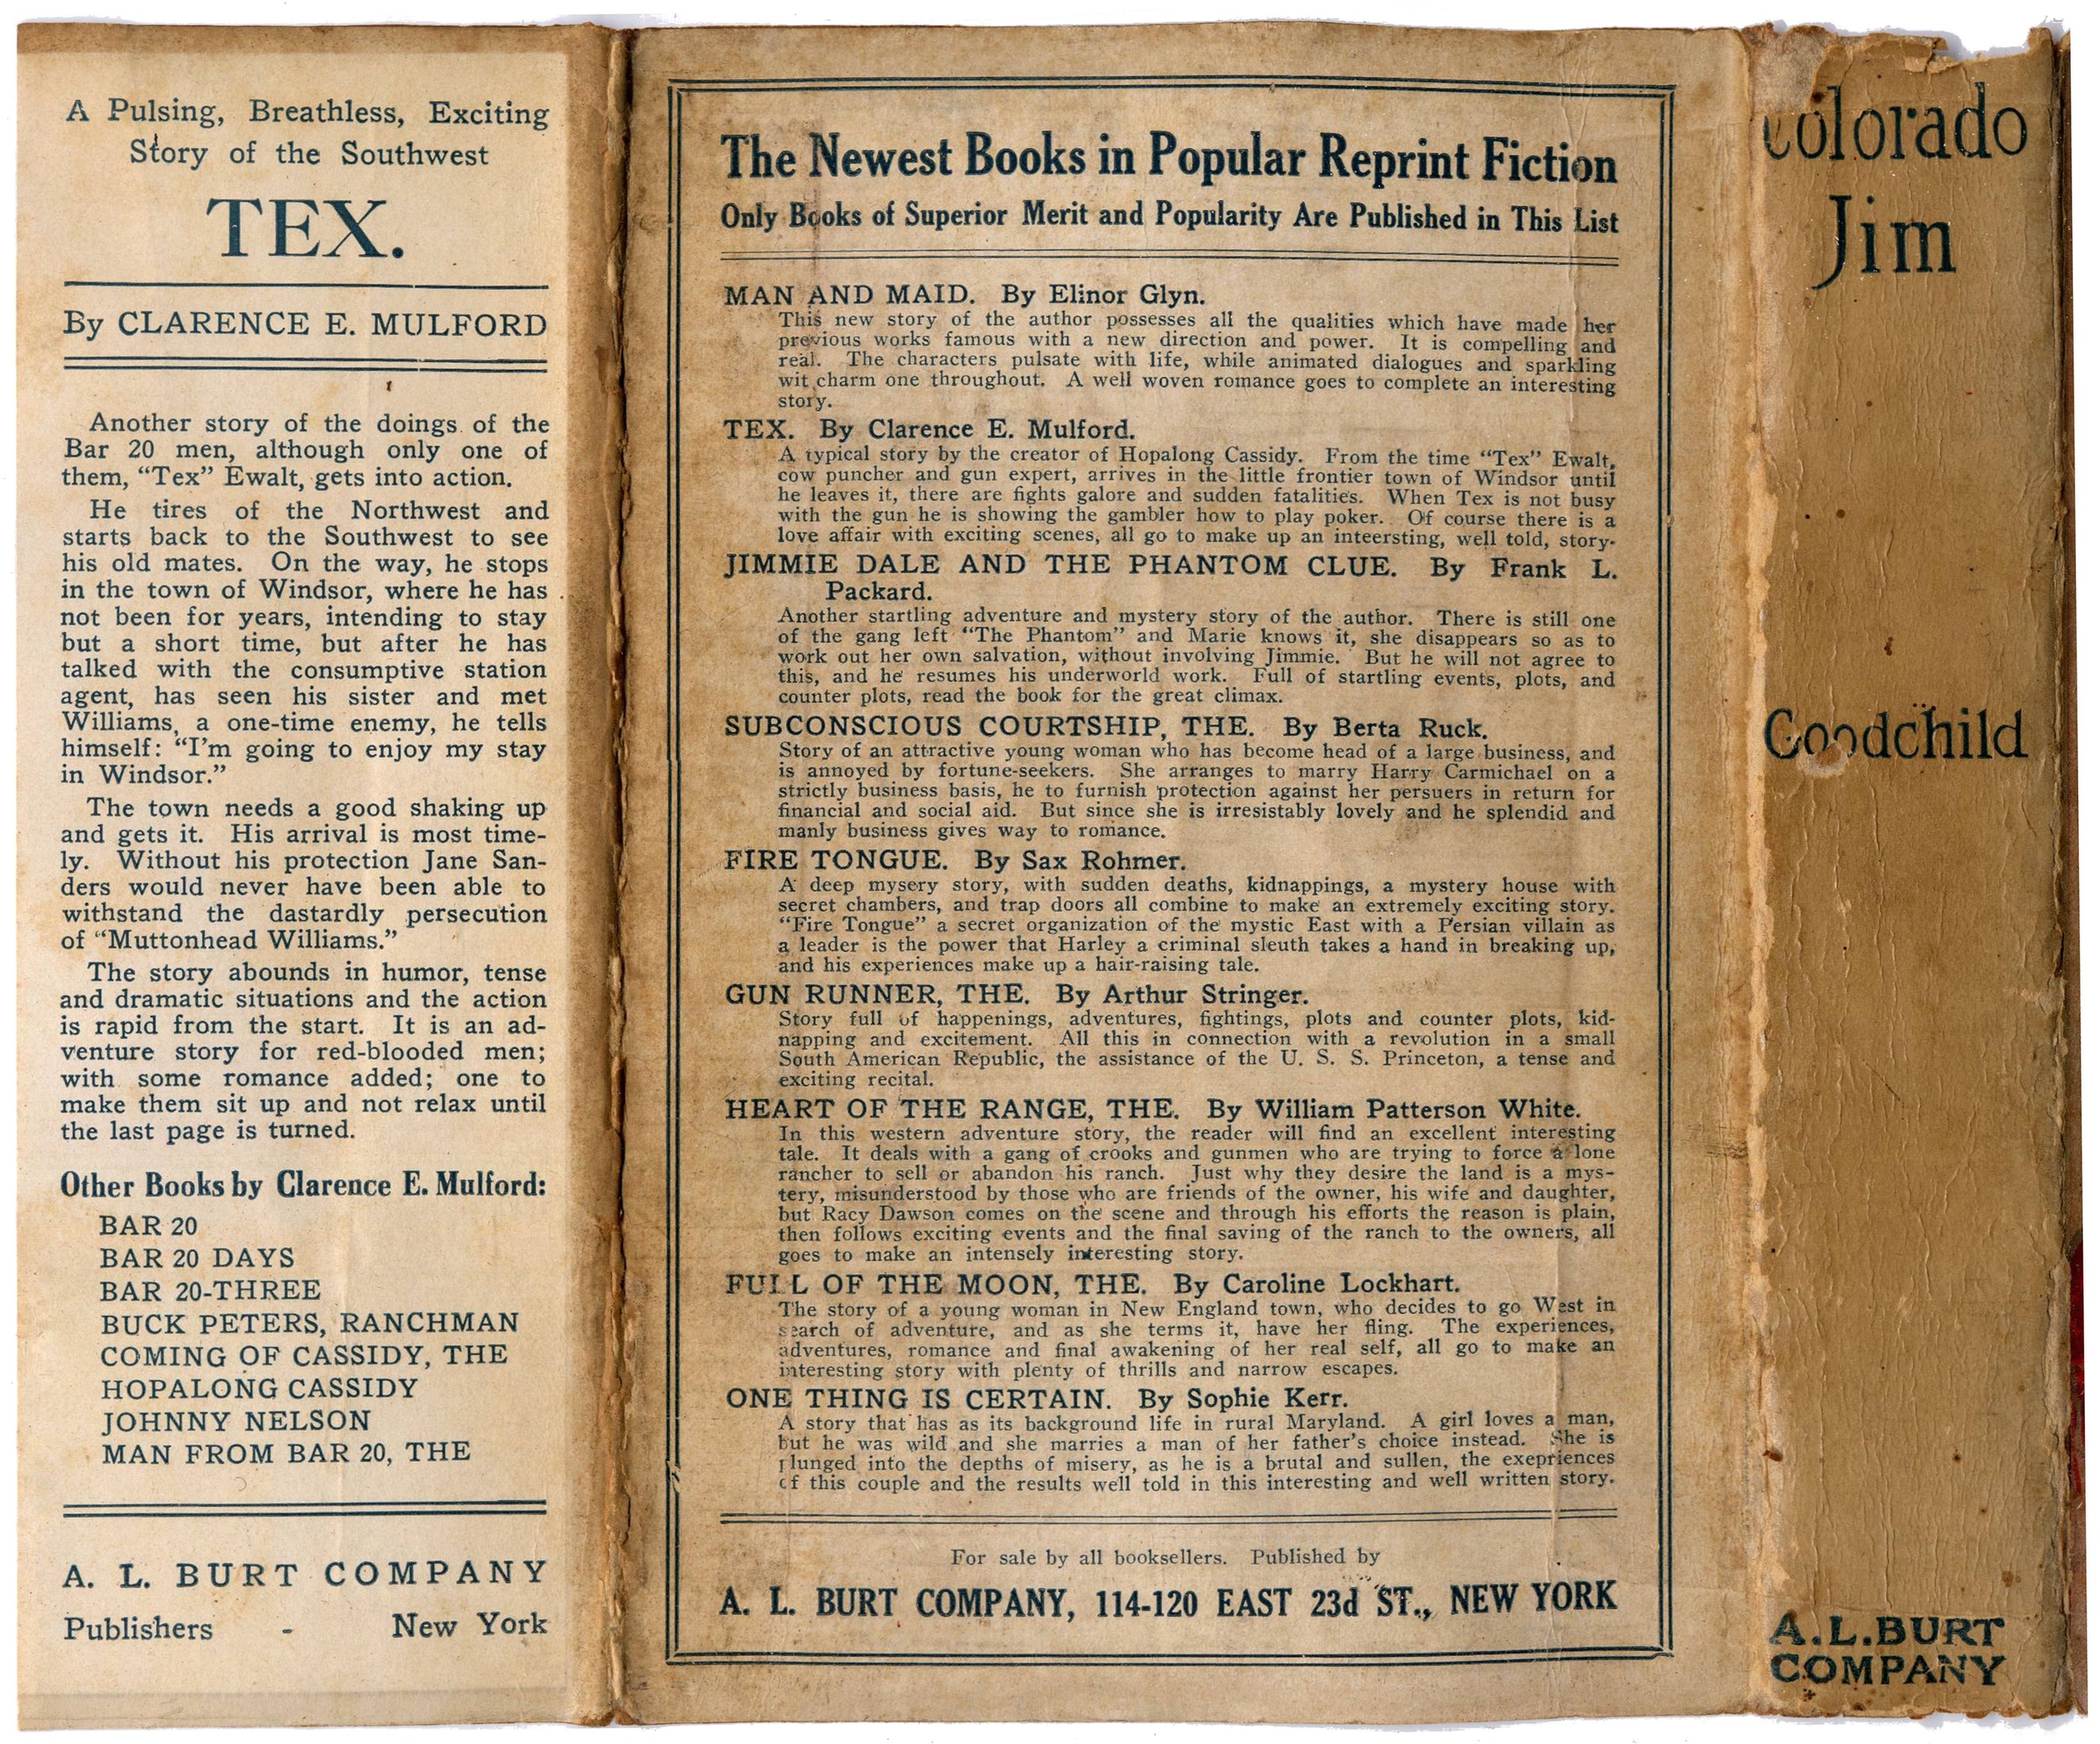 A Pulsing, Breathless, Exciting
Story of the Southwest
TEX.
By CLARENCE E. MULFORD
Another story of the doings of the
Bar 20 men, although only one of
them, “Tex” Ewalt, gets into action.
He tires of the Northwest and
starts back to the Southwest to see
his old mates. On the way, he stops
in the town of Windsor, where he has
not been for years, intending to stay
but a short time, but after he has
talked with the consumptive station
agent, has seen his sister and met
Williams, a one-time enemy, he tells
himself: “I’m going to enjoy my stay
in Windsor.”
The town needs a good shaking up
and gets it. His arrival is most time-
ly. Without his protection Jane San-
ders would never have been able to
withstand the dastardly persecution
of “Muttonhead Williams.”
The story abounds in humor, tense
and dramatic situations and the action
is rapid from the start. It is an ad-
venture story for red-blooded men;
with some romance added; one to
make them sit up and not relax until
the last page is turned.
Other Books by Clarence E. Mulford:
BAR 20
BAR 20 DAYS
BAR 20-THREE
BUCK PETERS, RANCHMAN
COMING OF CASSIDY, THE
HOPALONG CASSIDY
JOHNNY NELSON
MAN FROM BAR 20, THE
A. L. BURT COMPANY
Publishers - New York
The Newest Books in Popular Reprint Fiction
Only Books of Superior Merit and Popularity Are Published in This List
MAN AND MAID. By Elinor Glyn.
This new story of the author possesses all the qualities which have made her
previous works famous with a new direction and power. It is compelling and
real. The characters pulsate with life, while animated dialogues and sparkling
wit charm one throughout. A well woven romance goes to complete an interesting
story.
TEX. By Clarence E. Mulford.
A typical story by the creator of Hopalong Cassidy. From the time “Tex” Ewalt,
cow puncher and gun expert, arrives in the little frontier town of Windsor until
he leaves it, there are fights galore and sudden fatalities. When Tex is not busy
with the gun he is showing the gambler how to play poker. Of course there is a
love affair with exciting scenes, all go to make up an inteersting, well told, story.
JIMMIE DALE AND THE PHANTOM CLUE. By Frank L.
Packard.
Another startling adventure and mystery story of the author. There is still one
of the gang left “The Phantom” and Marie knows it, she disappears so as to
work out her own salvation, without involving Jimmie. But he will not agree to
this, and he resumes his underworld work. Full of startling events, plots, and
counter plots, read the book for the great climax.
SUBCONSCIOUS COURTSHIP, THE. By Berta Ruck.
Story of an attractive young woman who has become head of a large business, and
is annoyed by fortune-seekers. She arranges to marry Harry Carmichael on a
strictly business basis, he to furnish protection against her persuers in return for
financial and social aid. But since she is irresistably lovely and he splendid and
manly business gives way to romance.
FIRE TONGUE. By Sax Rohmer.
A deep mysery story, with sudden deaths, kidnappings, a mystery house with
secret chambers, and trap doors all combine to make an extremely exciting story.
“Fire Tongue” a secret organization of the mystic East with a Persian villain as
a leader is the power that Harley a criminal sleuth takes a hand in breaking up,
and his experiences make up a hair-raising tale.
GUN RUNNER, THE. By Arthur Stringer.
Story full of happenings, adventures, fightings, plots and counter plots, kid-
napping and excitement. All this in connection with a revolution in a small
South American Republic, the assistance of the U. S. S. Princeton, a tense and
exciting recital.
HEART OF THE RANGE, THE. By William Patterson White.
In this western adventure story, the reader will find an excellent interesting
tale. It deals with a gang of crooks and gunmen who are trying to force a lone
rancher to sell or abandon his ranch. Just why they desire the land is a mys-
tery, misunderstood by those who are friends of the owner, his wife and daughter,
but Racy Dawson comes on the scene and through his efforts the reason is plain,
then follows exciting events and the final saving of the ranch to the owners, all
goes to make an intensely interesting story.
FULL OF THE MOON, THE. By Caroline Lockhart.
The story of a young woman in New England town, who decides to go West in
search of adventure, and as she terms it, have her fling. The experiences,
adventures, romance and final awakening of her real self, all go to make an
interesting story with plenty of thrills and narrow escapes.
ONE THING IS CERTAIN. By Sophie Kerr.
A story that has as its background life in rural Maryland. A girl loves a man,
but he was wild and she marries a man of her father’s choice instead. She is
plunged into the depths of misery, as he is a brutal and sullen, the exepriences
of this couple and the results well told in this interesting and well written story.
For sale by all booksellers. Published by
A. L. BURT COMPANY, 114-120 EAST 23d ST., NEW YORK
Colorado
Jim
Goodchild
A.L.BURT
COMPANY